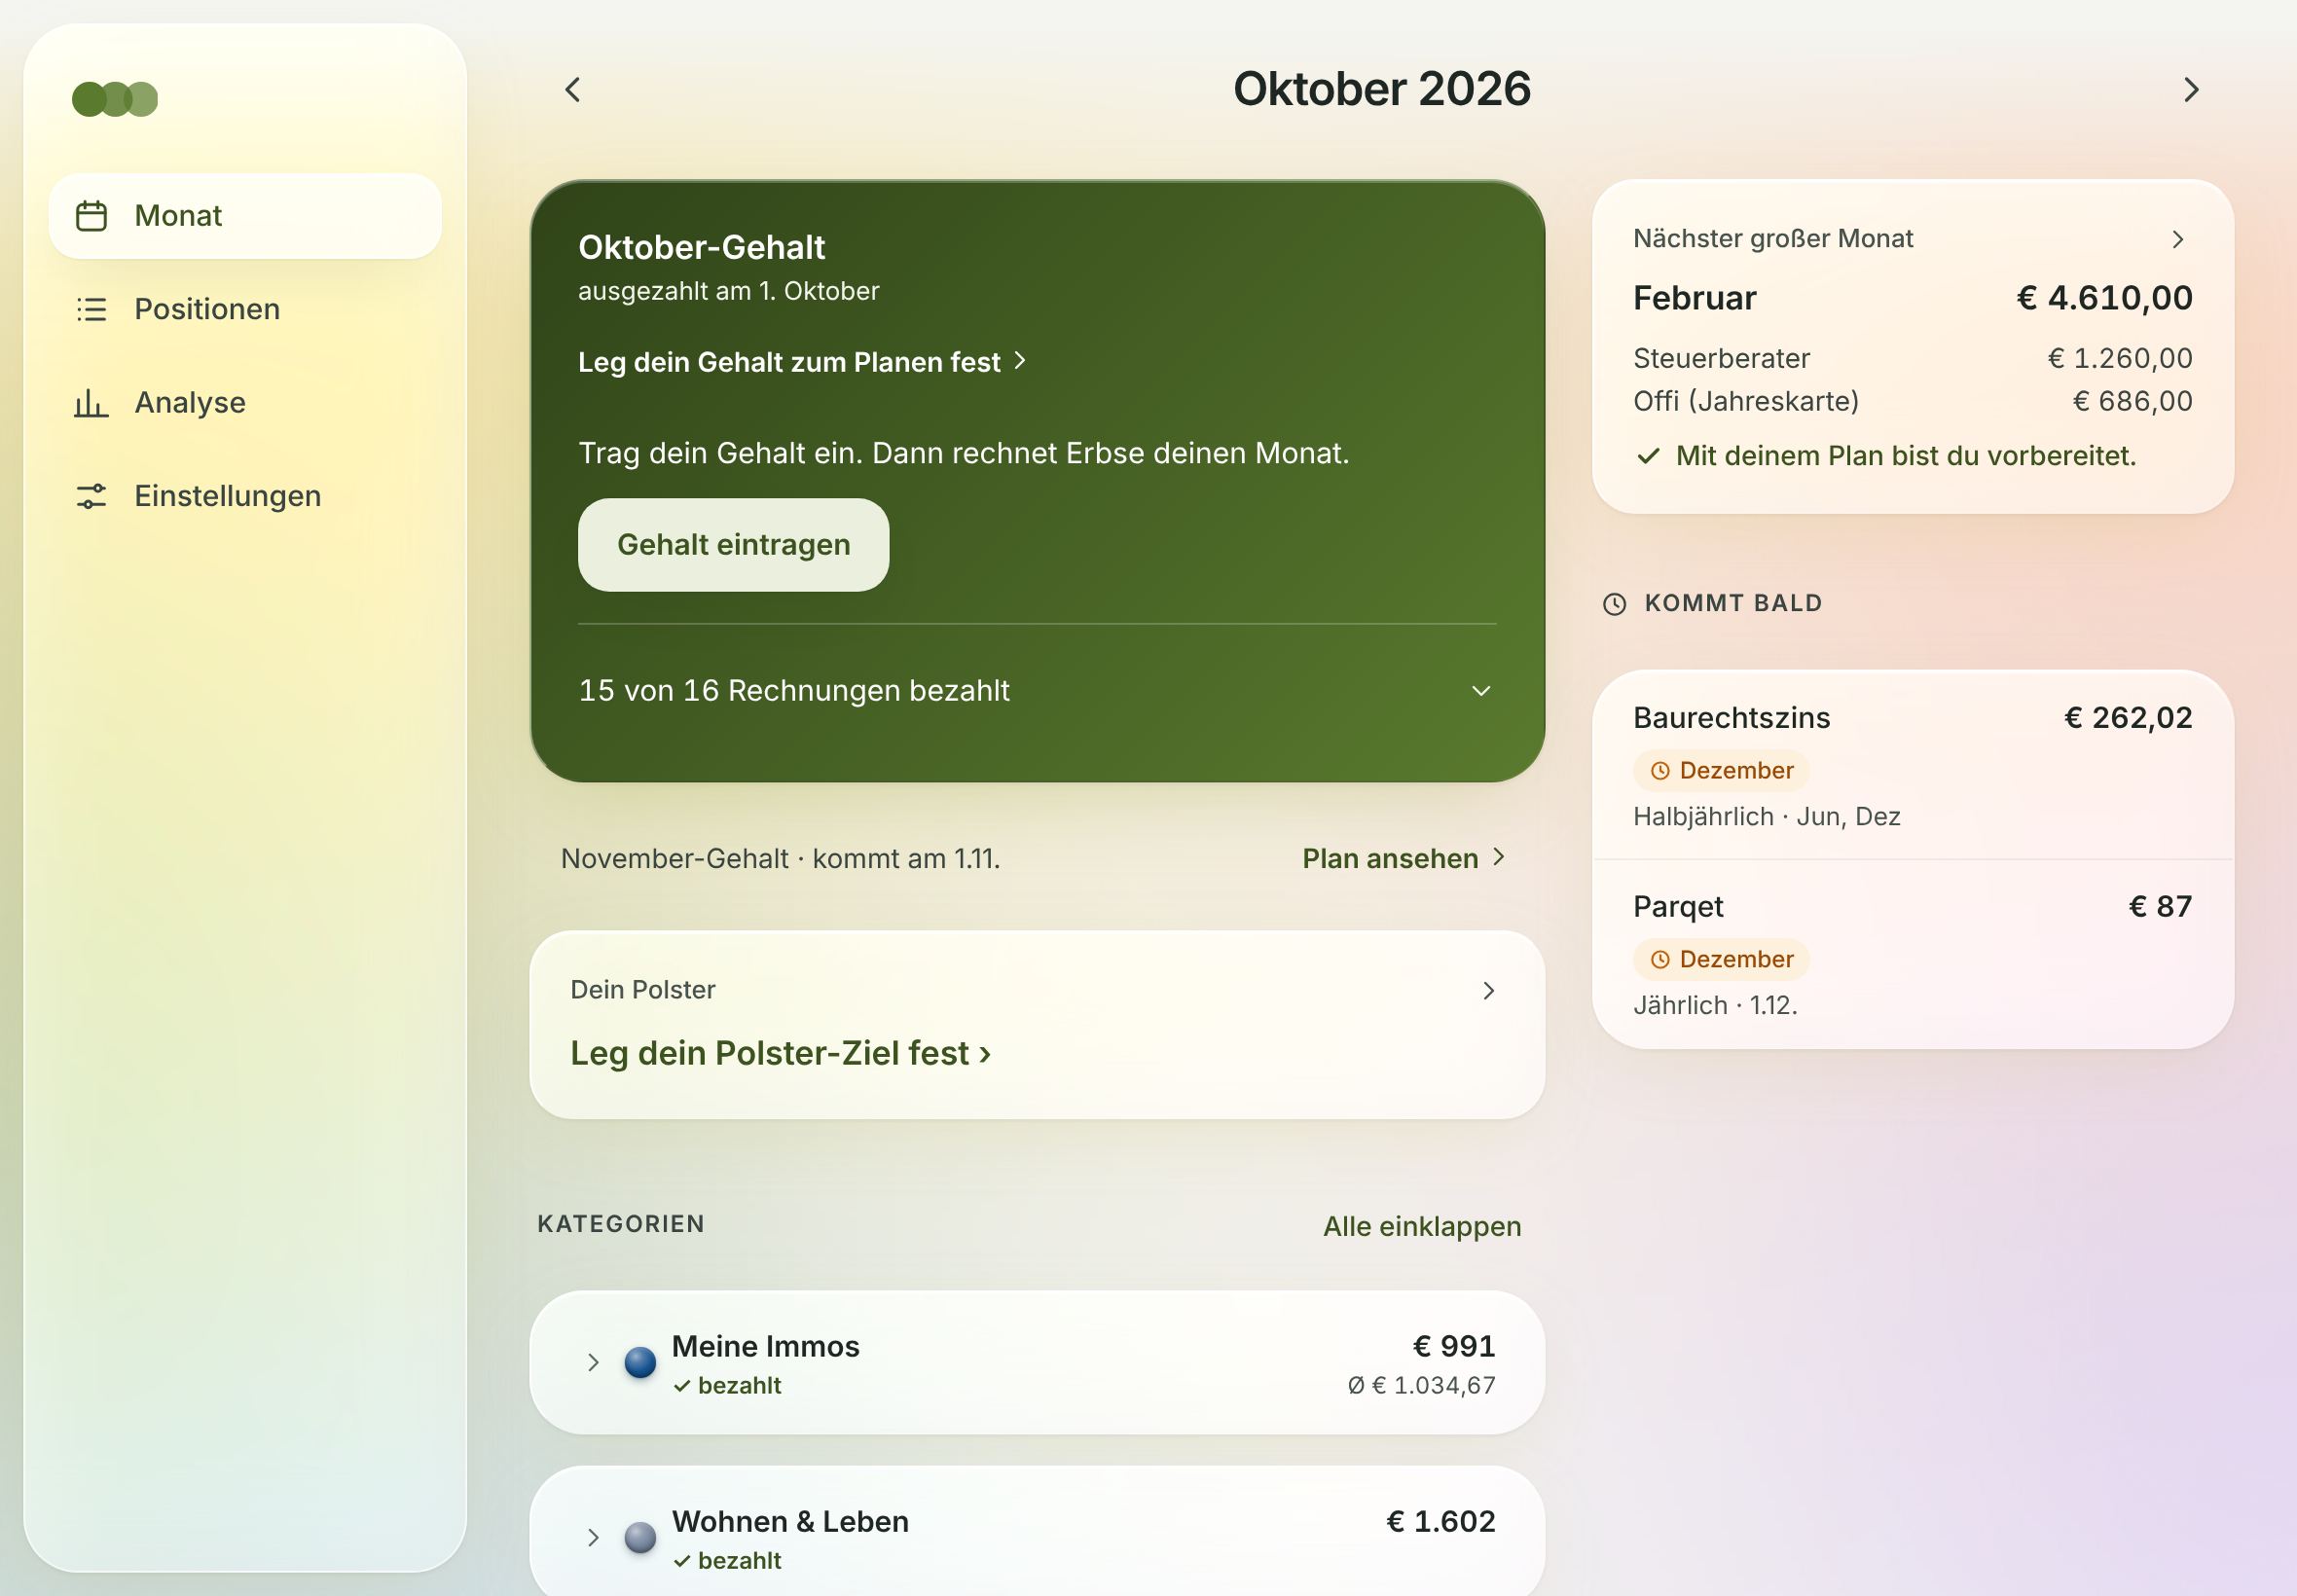 Oktober 2026
Monat
Positionen
Analyse
Einstellungen
Oktober-Gehalt
ausgezahlt am 1. Oktober
Leg dein Gehalt zum Planen fest
Trag dein Gehalt ein. Dann rechnet Erbse deinen Monat.
Gehalt eintragen
15 von 16 Rechnungen bezahlt
November-Gehalt · kommt am 1.11.
Plan ansehen
Dein Polster
Leg dein Polster-Ziel fest ›
KATEGORIEN
Alle einklappen
Meine Immos
€ 991
bezahlt
Ø € 1.034,67
Wohnen & Leben
€ 1.602
bezahlt
Nächster großer Monat
Februar
€ 4.610,00
Steuerberater
€ 1.260,00
Offi (Jahreskarte)
€ 686,00
Mit deinem Plan bist du vorbereitet.
KOMMT BALD
Baurechtszins
€ 262,02
Dezember
Halbjährlich · Jun, Dez
Parqet
€ 87
Dezember
Jährlich · 1.12.